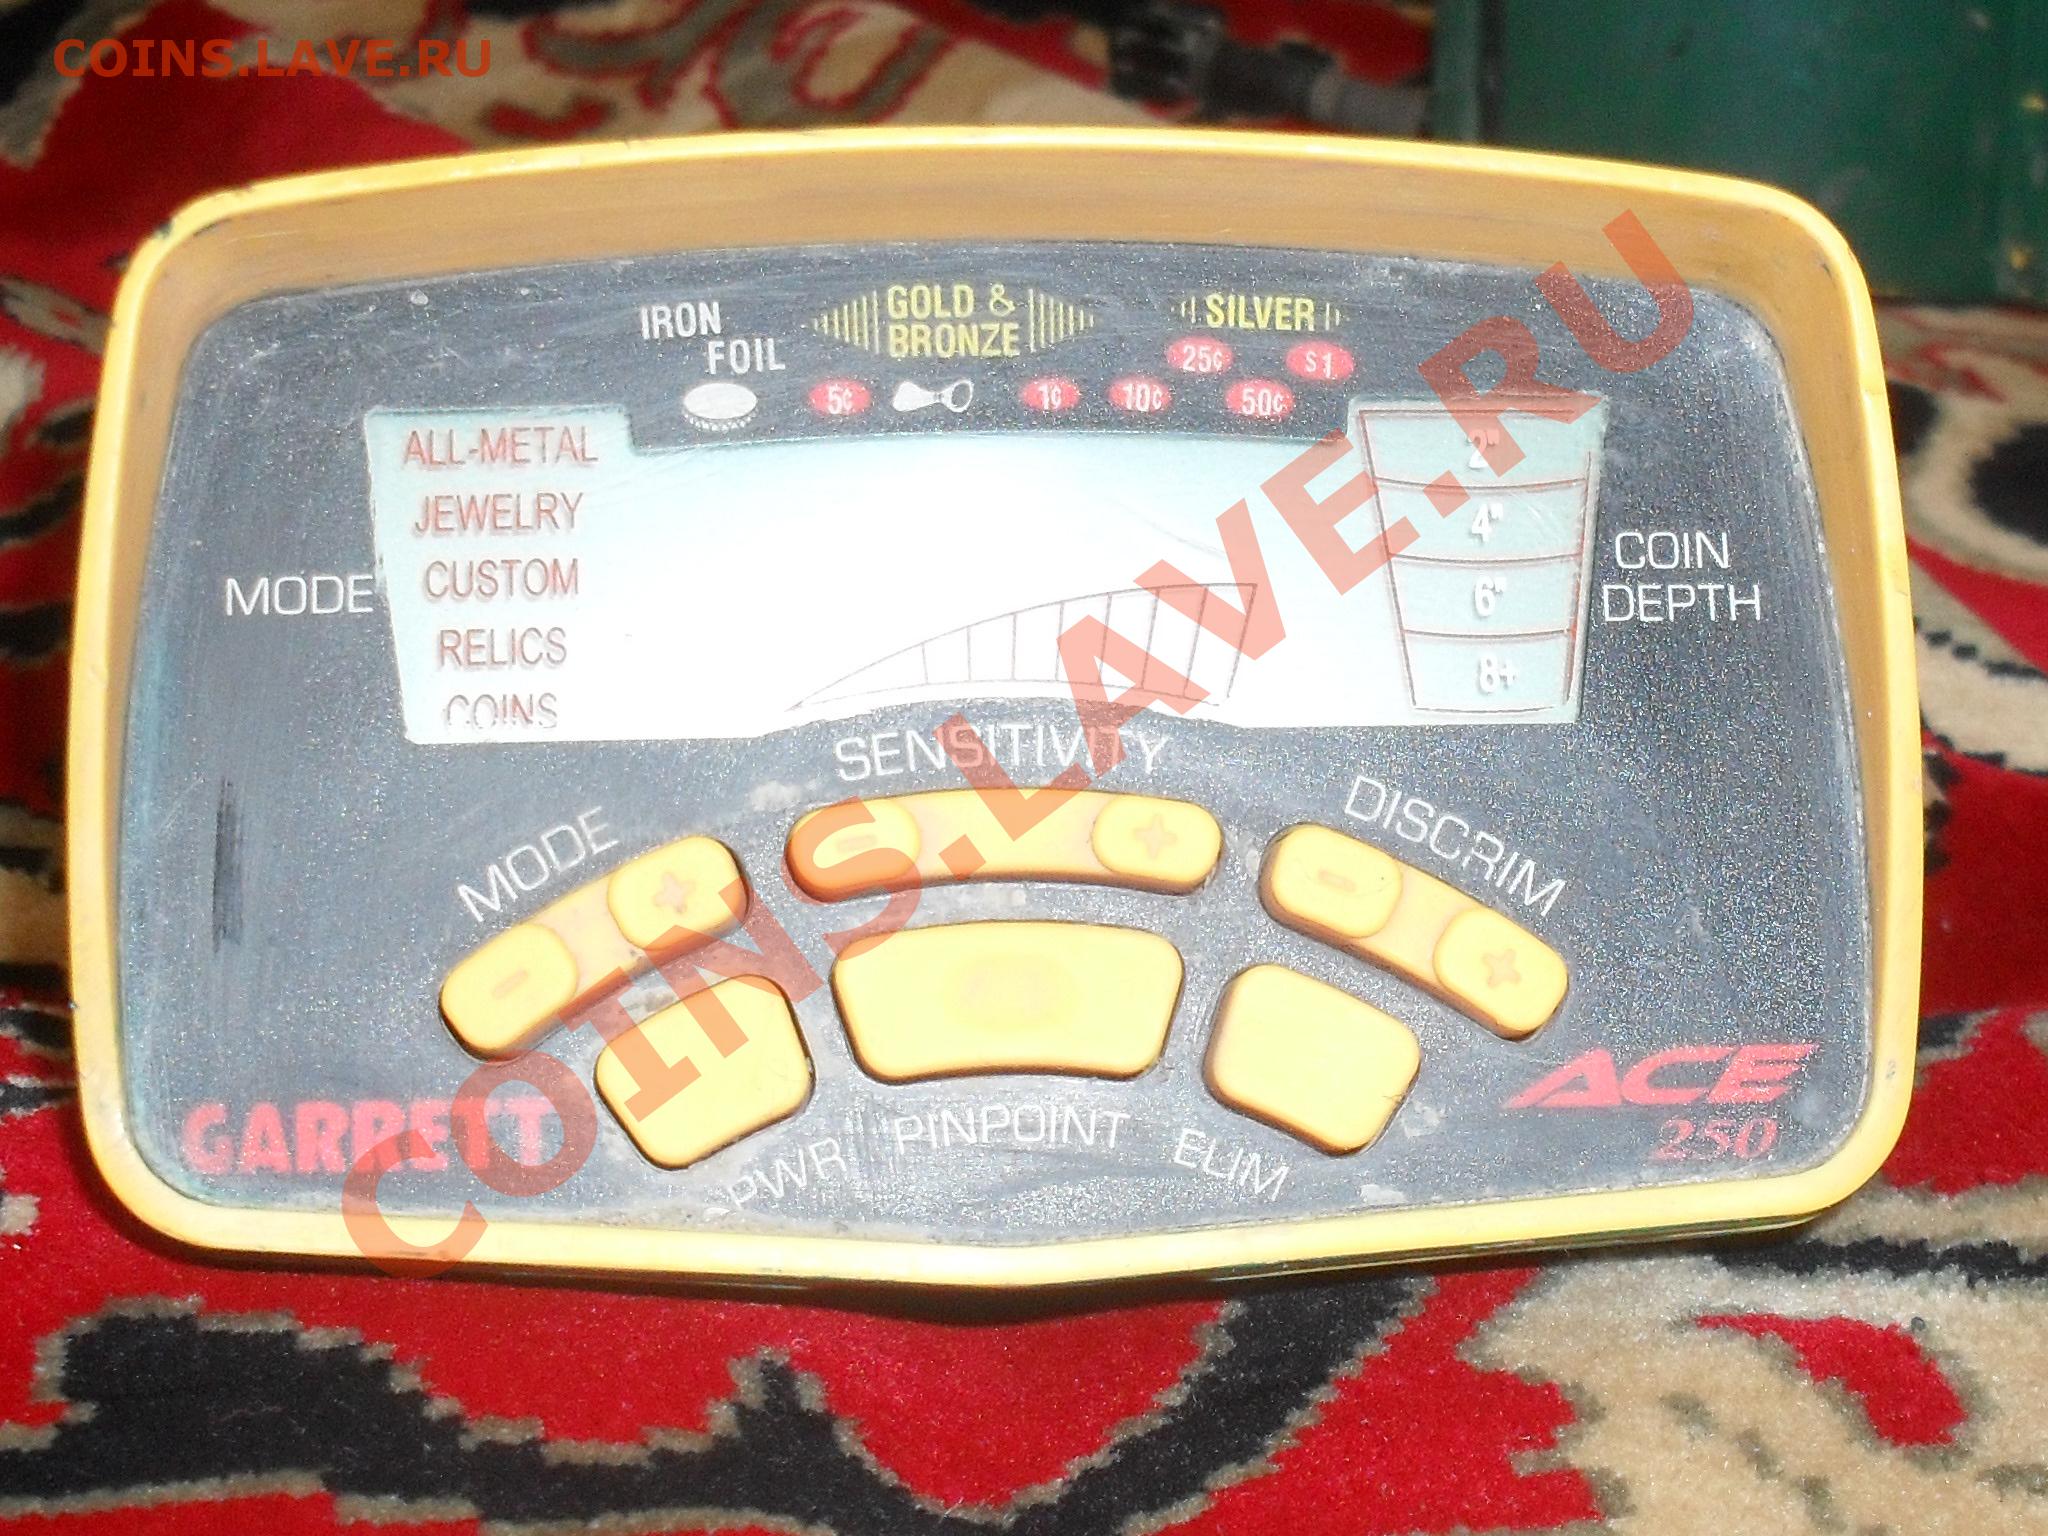 COINS.LAVE.RU
IRON
FOIL
GOLD &
BRONZE
SILVER
25¢
$1
5¢
1¢
10¢
50¢
ALL-METAL
JEWELRY
CUSTOM
RELICS
COINS
MODE
2"
4"
6"
8+
COIN
DEPTH
SENSITIVITY
- +
MODE
- +
DISCRIM
- +
GARRETT
PWR
PINPOINT
ELIM
ACE
250
COINS.LAVE.RU